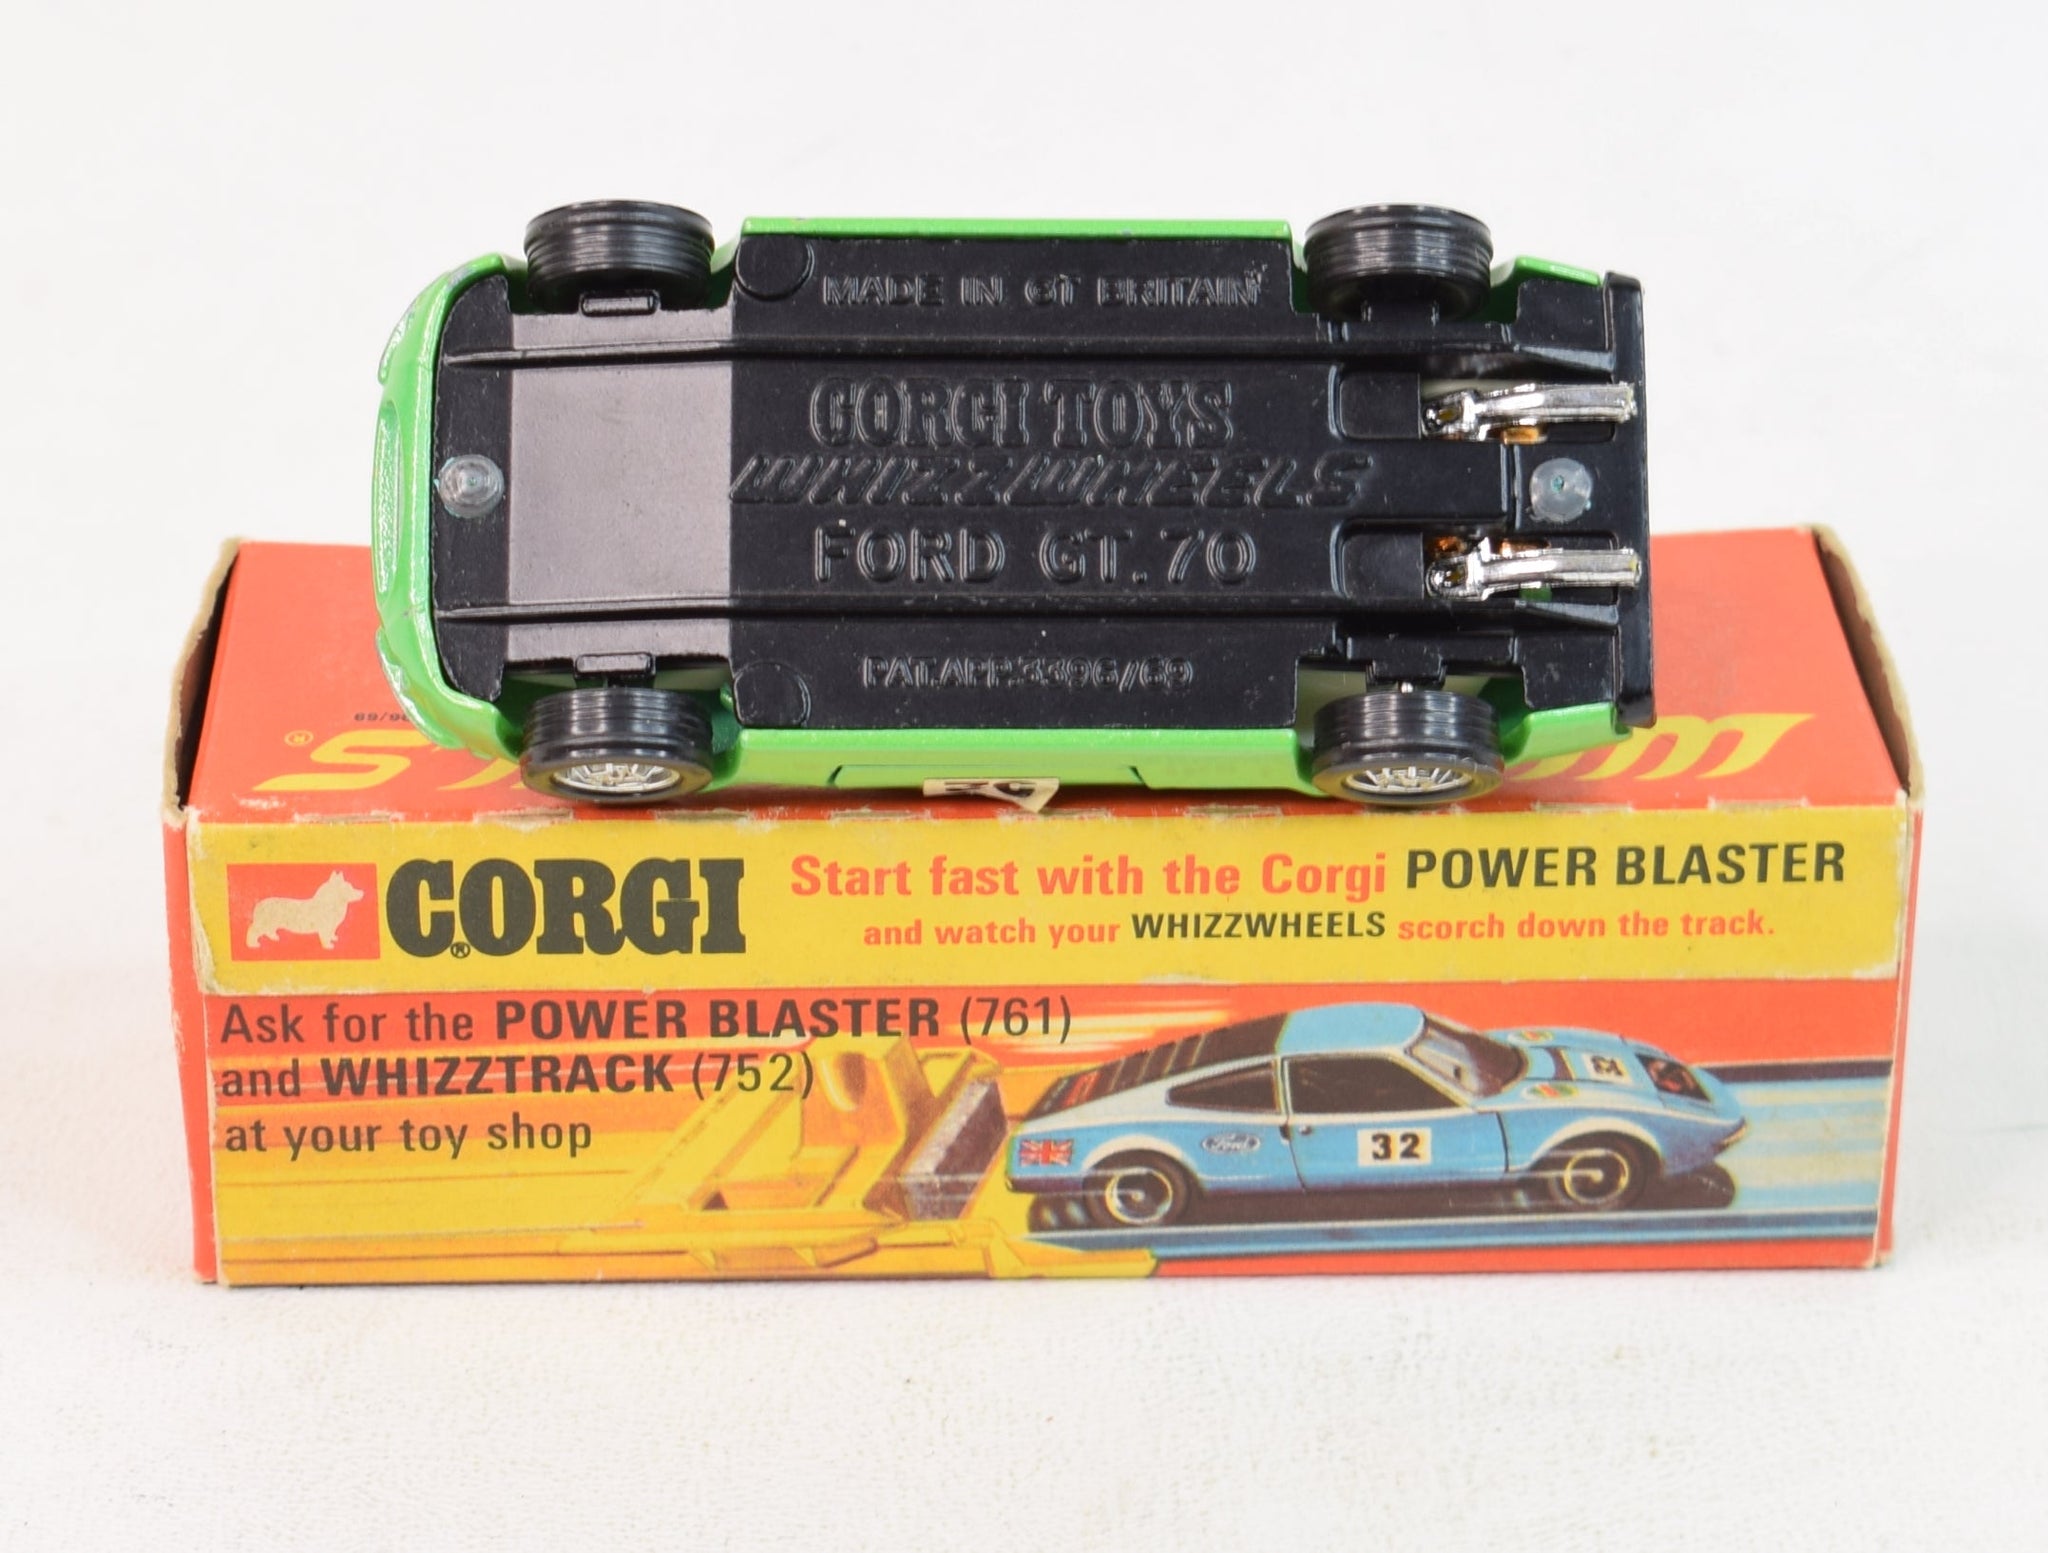 MADE IN GT BRITAIN
CORGI TOYS
WHIZZWHEELS
FORD GT. 70
PAT.APP.3396/69
CORGI®
Start fast with the Corgi POWER BLASTER
and watch your WHIZZWHEELS scorch down the track.
Ask for the POWER BLASTER (761)
and WHIZZTRACK (752)
at your toy shop
Ford
32
32